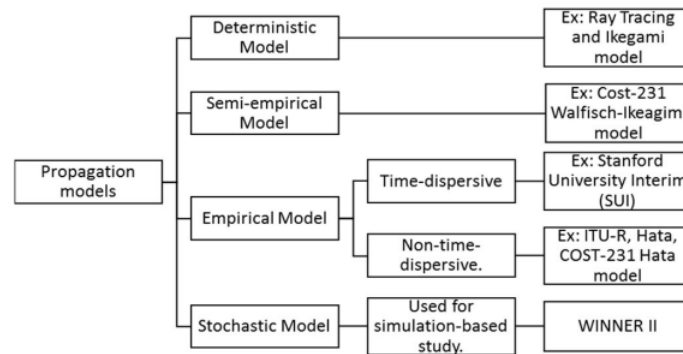 Deterministic
Model
Ex: Ray Tracing
and Ikegami
model
Semi-empirical
Model
Ex: Cost-231
Walfisch-Ikeagim
model
Propagation
models
Empirical Model
Time-dispersive
Ex: Stanford
University Interim
(SUI)
Non-time-
dispersive.
Ex: ITU-R, Hata,
COST-231 Hata
model
Stochastic Model
Used for
simulation-based
study.
WINNER II